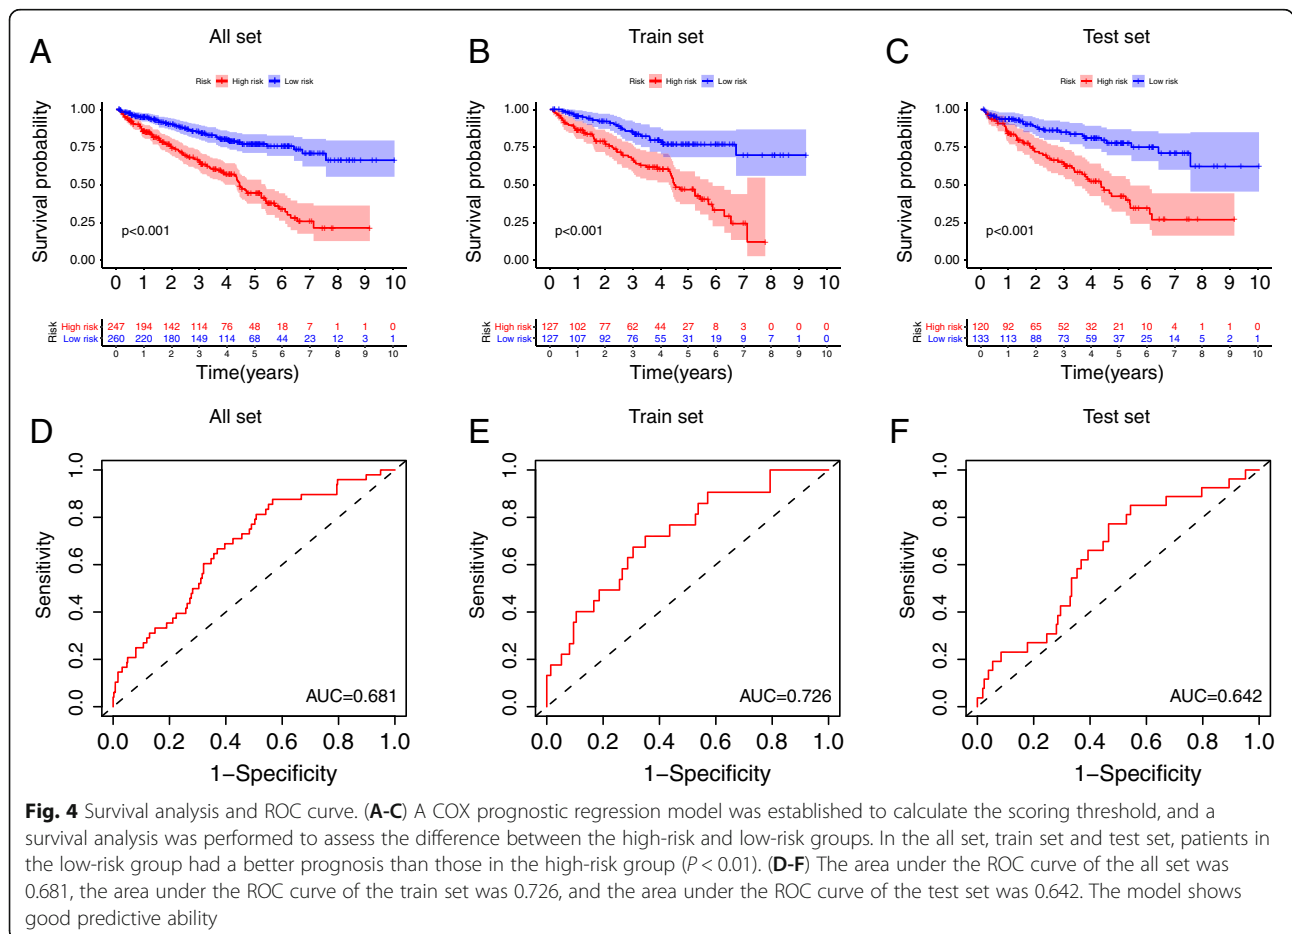 A
All set
Risk High risk Low risk
Survival probability
1.00
0.75
0.50
0.25
0.00
p<0.001
0 1 2 3 4 5 6 7 8 9 10
Risk
High risk 247 194 142 114 76 48 18 7 1 1 0
Low risk 260 220 180 149 114 68 44 23 12 3 1
0 1 2 3 4 5 6 7 8 9 10
Time(years)
B
Train set
Risk High risk Low risk
Survival probability
1.00
0.75
0.50
0.25
0.00
p<0.001
0 1 2 3 4 5 6 7 8 9 10
Risk
High risk 127 102 77 62 44 27 8 3 0 0 0
Low risk 127 107 92 76 55 31 19 9 7 1 0
0 1 2 3 4 5 6 7 8 9 10
Time(years)
C
Test set
Risk High risk Low risk
Survival probability
1.00
0.75
0.50
0.25
0.00
p<0.001
0 1 2 3 4 5 6 7 8 9 10
Risk
High risk 120 92 65 52 32 21 10 4 1 1 0
Low risk 133 113 88 73 59 37 25 14 5 2 1
0 1 2 3 4 5 6 7 8 9 10
Time(years)
D
All set
Sensitivity
1.0
0.8
0.6
0.4
0.2
0.0
AUC=0.681
0.0 0.2 0.4 0.6 0.8 1.0
1−Specificity
E
Train set
Sensitivity
1.0
0.8
0.6
0.4
0.2
0.0
AUC=0.726
0.0 0.2 0.4 0.6 0.8 1.0
1−Specificity
F
Test set
Sensitivity
1.0
0.8
0.6
0.4
0.2
0.0
AUC=0.642
0.0 0.2 0.4 0.6 0.8 1.0
1−Specificity
Fig. 4 Survival analysis and ROC curve. (A-C) A COX prognostic regression model was established to calculate the scoring threshold, and a
survival analysis was performed to assess the difference between the high-risk and low-risk groups. In the all set, train set and test set, patients in
the low-risk group had a better prognosis than those in the high-risk group (P < 0.01). (D-F) The area under the ROC curve of the all set was
0.681, the area under the ROC curve of the train set was 0.726, and the area under the ROC curve of the test set was 0.642. The model shows
good predictive ability